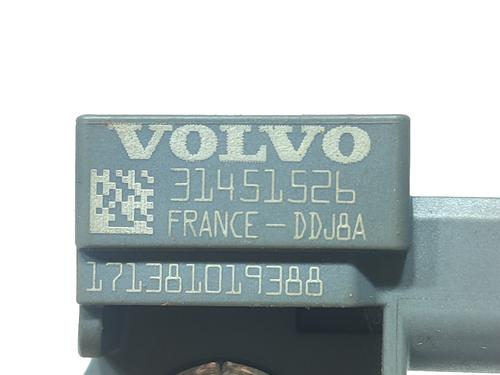 VOLVO
31451526
FRANCE - DDJ8A
171381019388